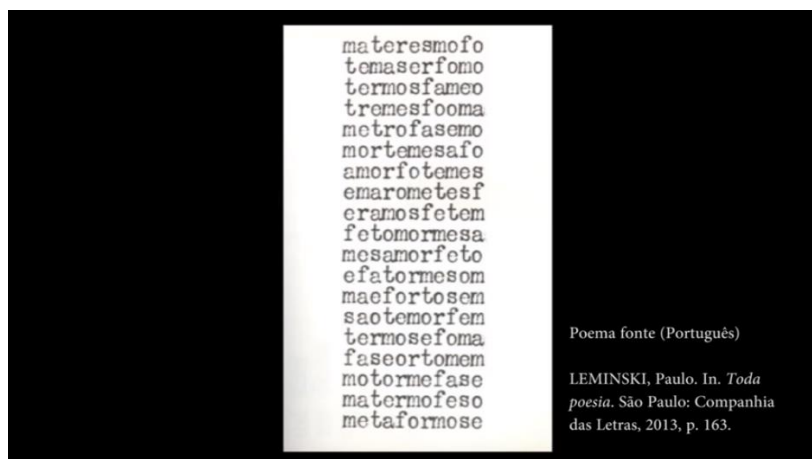 materesmofo
temaserfomo
termosfameo
tremesfooma
metrofasemo
mortemesafo
amorfotemes
emarometesf
eramosfetem
fetomormesa
mesamorfeto
efatormesom
maefortosem
saotemorfem
termosefoma
faseortomem
motormefase
matermofeso
metaformose
Poema fonte (Português)
LEMINSKI, Paulo. In. Toda
poesia. São Paulo: Companhia
das Letras, 2013, p. 163.